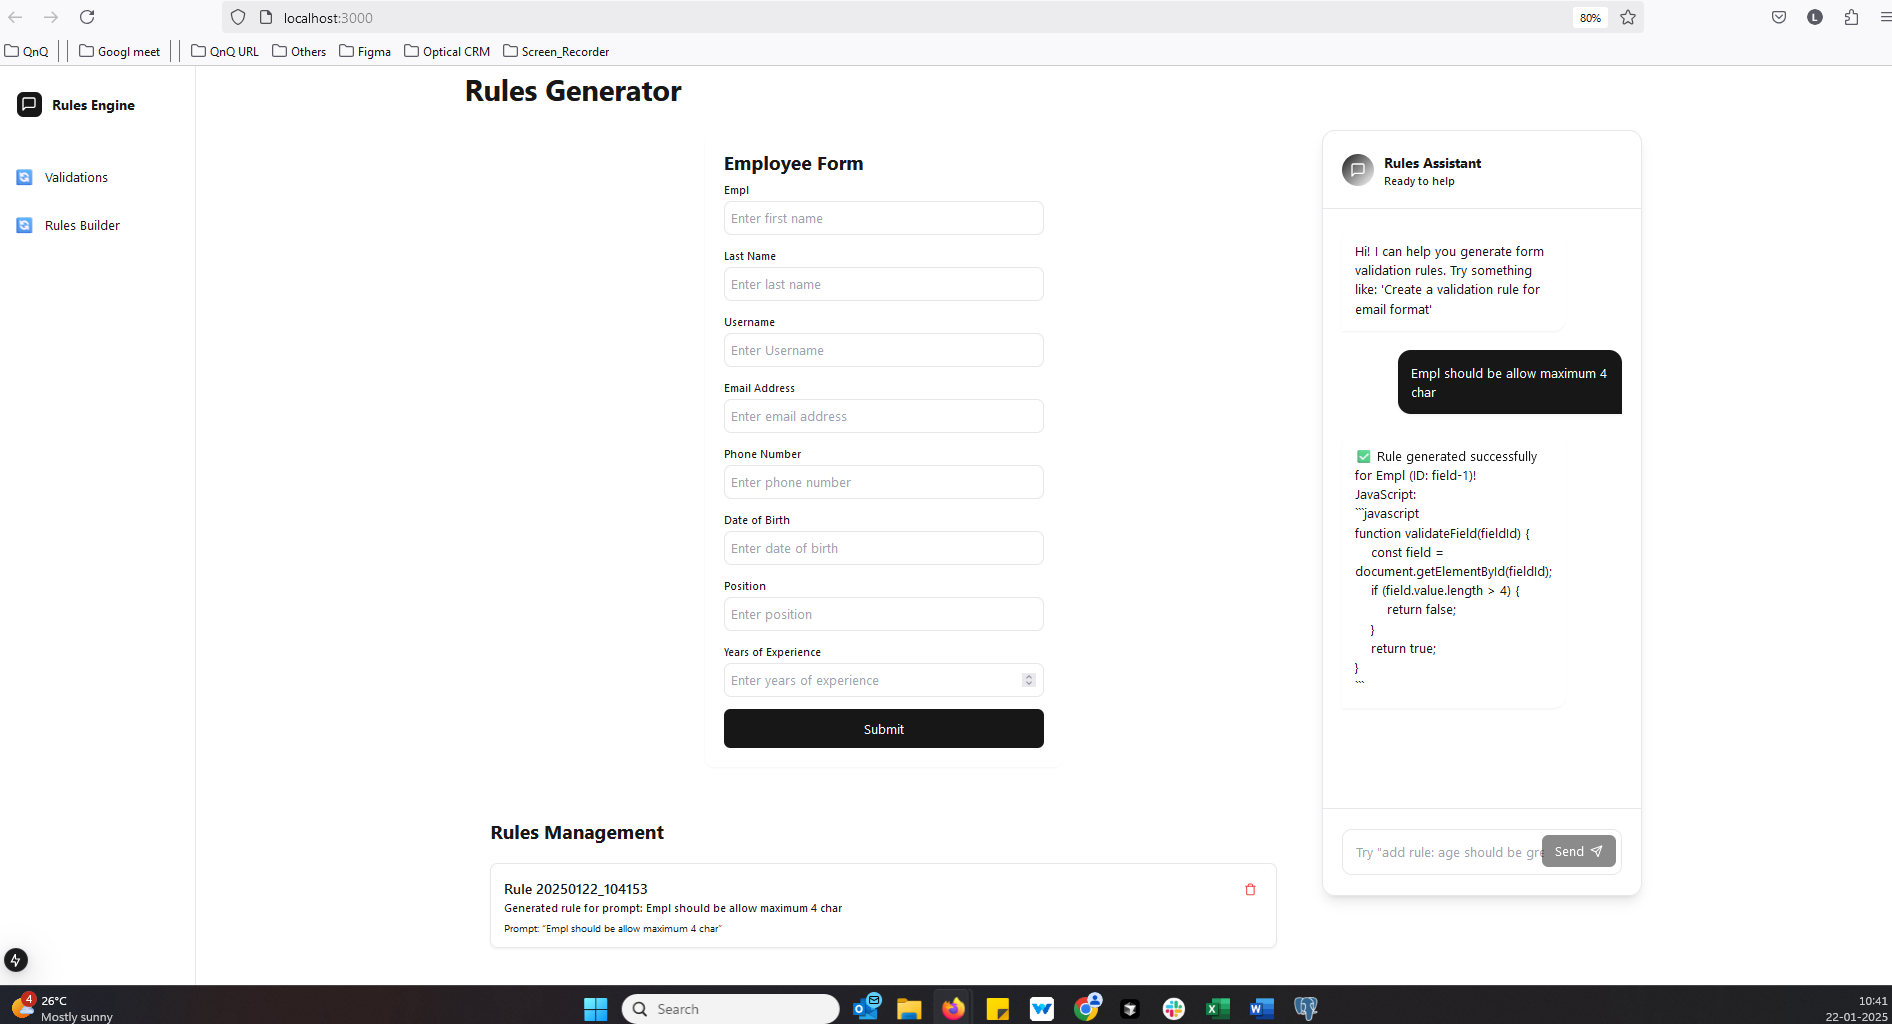 localhost:3000
80%
L
QnQ
Googl meet
QnQ URL
Others
Figma
Optical CRM
Screen_Recorder
Rules Engine
Validations
Rules Builder
Rules Generator
Employee Form
Empl
Enter first name
Last Name
Enter last name
Username
Enter Username
Email Address
Enter email address
Phone Number
Enter phone number
Date of Birth
Enter date of birth
Position
Enter position
Years of Experience
Enter years of experience
Submit
Rules Management
Rule 20250122_104153
Generated rule for prompt: Empl should be allow maximum 4 char
Prompt: "Empl should be allow maximum 4 char"
Rules Assistant
Ready to help
Hi! I can help you generate form
validation rules. Try something
like: 'Create a validation rule for
email format'
Empl should be allow maximum 4
char
✅ Rule generated successfully
for Empl (ID: field-1)!
JavaScript:
```javascript
function validateField(fieldId) {
const field =
document.getElementById(fieldId);
if (field.value.length > 4) {
return false;
}
return true;
}
```
Try "add rule: age should be gre
Send
4
26°C
Mostly sunny
Search
10:41
22-01-2025